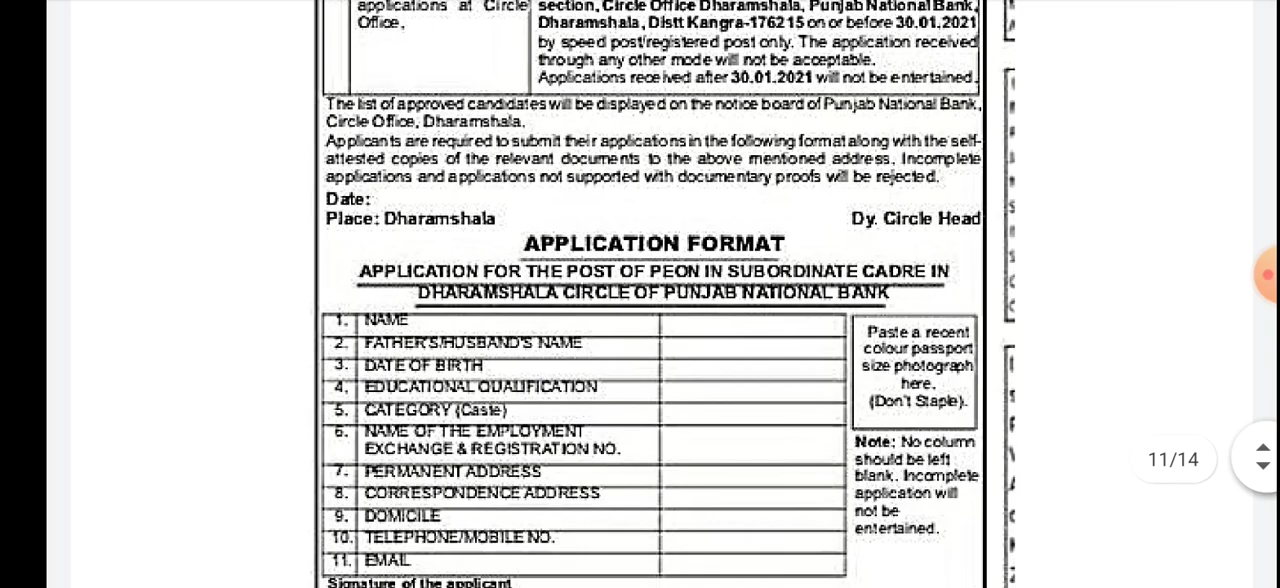 applications at Circle
Office.
section, Circle Office Dharamshala, Punjab National Bank,
Dharamshala, Distt Kangra-176215 on or before 30.01.2021
by speed post/registered post only. The application received
through any other mode will not be acceptable.
Applications received after 30.01.2021 will not be entertained.
The list of approved candidates will be displayed on the notice board of Punjab National Bank,
Circle Office, Dharamshala.
Applicants are required to submit their applications in the following format along with the self-
attested copies of the relevant documents to the above mentioned address. Incomplete
applications and applicatons not supported with documentary proofs will be rejected.
Date:
Place: Dharamshala Dy. Circle Head
APPLICATION FORMAT
APPLICATION FOR THE POST OF PEON IN SUBORDINATE CADRE IN
DHARAMSHALA CIRCLE OF PUNJAB NATIONAL BANK
1. NAME
2. FATHER'S/HUSBAND'S NAME
3. DATE OF BIRTH
4. EDUCATIONAL QUALIFICATION
5. CATEGORY (Caste)
6. NAME OF THE EMPLOYMENT
EXCHANGE & REGISTRATION NO.
7. PERMANENT ADDRESS
8. CORRESPONDENCE ADDRESS
9. DOMICILE
10. TELEPHONE/MOBILE NO.
11. EMAIL
Signature of the applicant
Paste a recent
colour passport
size photograph
here.
(Don't Staple).
Note: No column
should be left
blank. Incomplete
application will
not be
entertained.
11/14